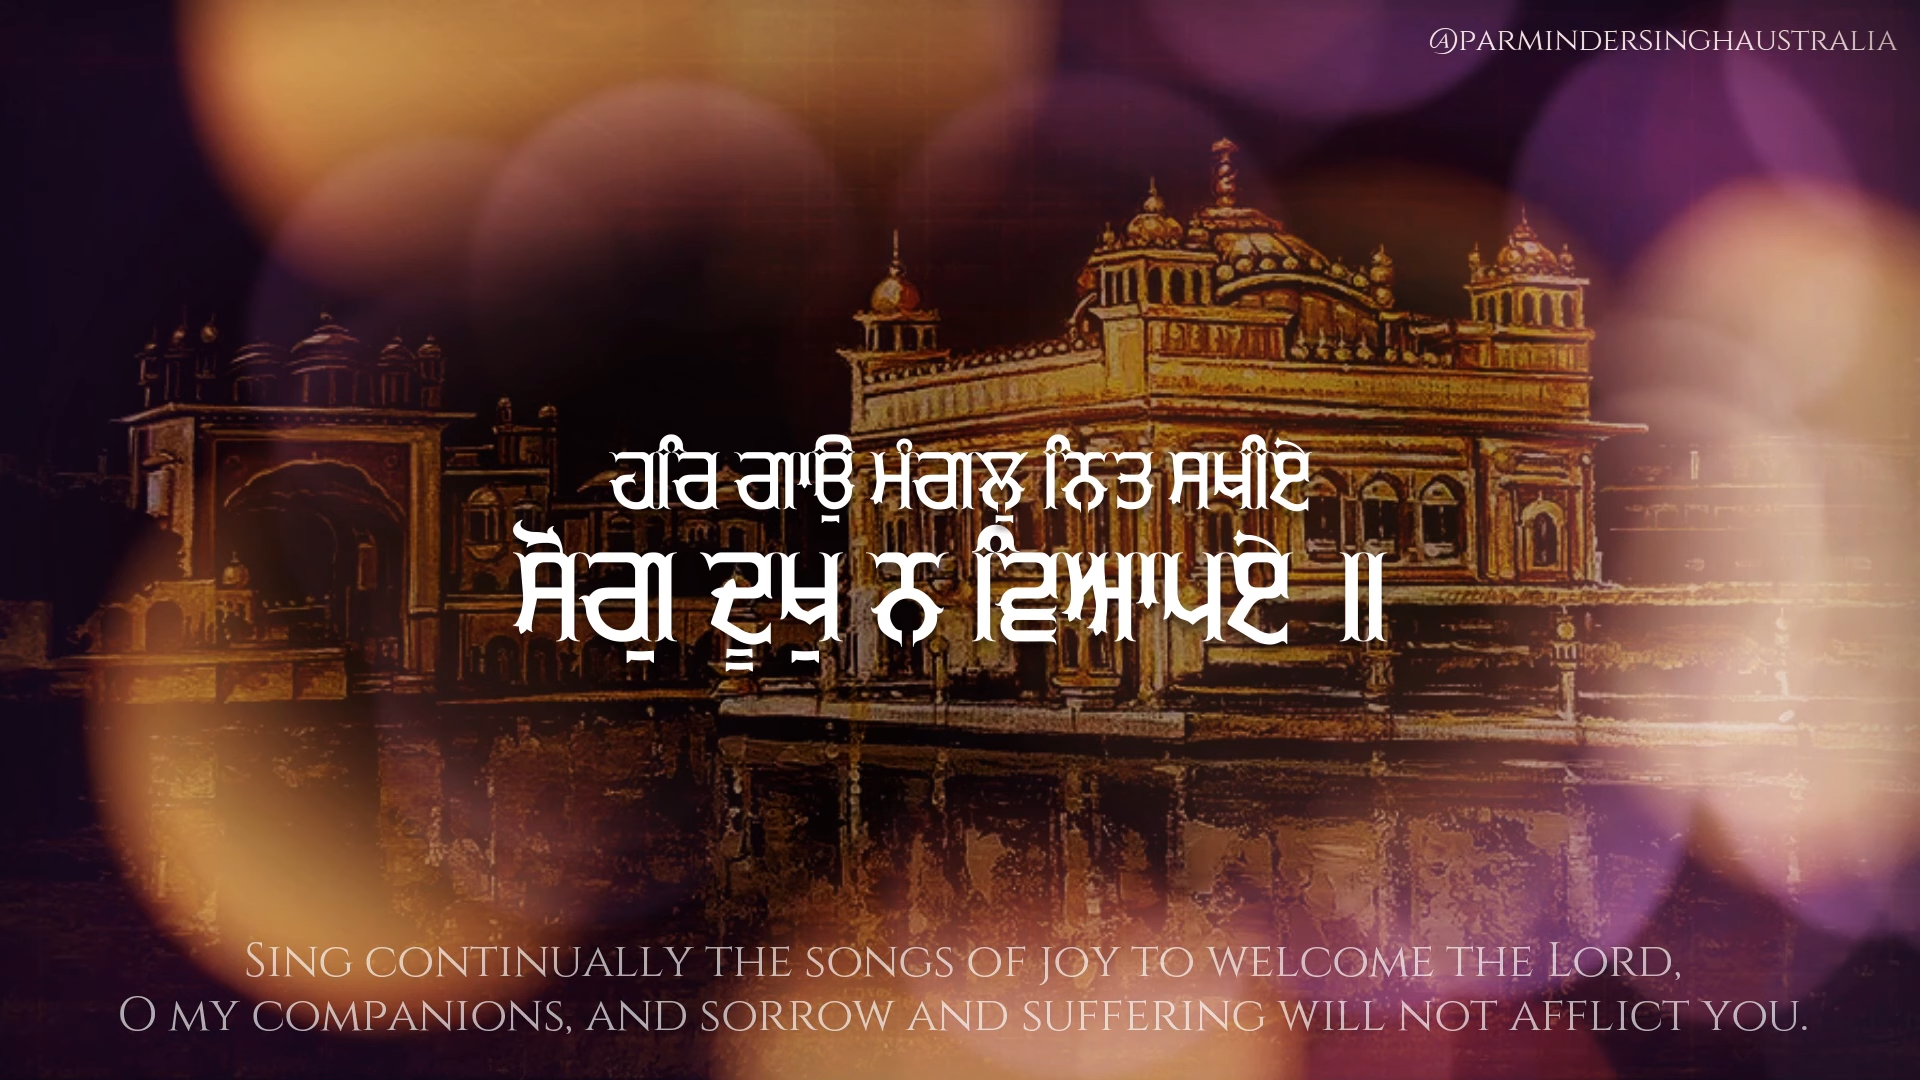 @PARMINDERSINGHAUSTRALIA
ਹਰਿ ਗਾਉ ਮੰਗਲੁ ਨਿਤ ਸਖੀਏ
ਸੋਗੁ ਦੂਖੁ ਨ ਵਿਆਪਏ ॥
Sing continually the songs of joy to welcome the Lord,
O my companions, and sorrow and suffering will not afflict you.